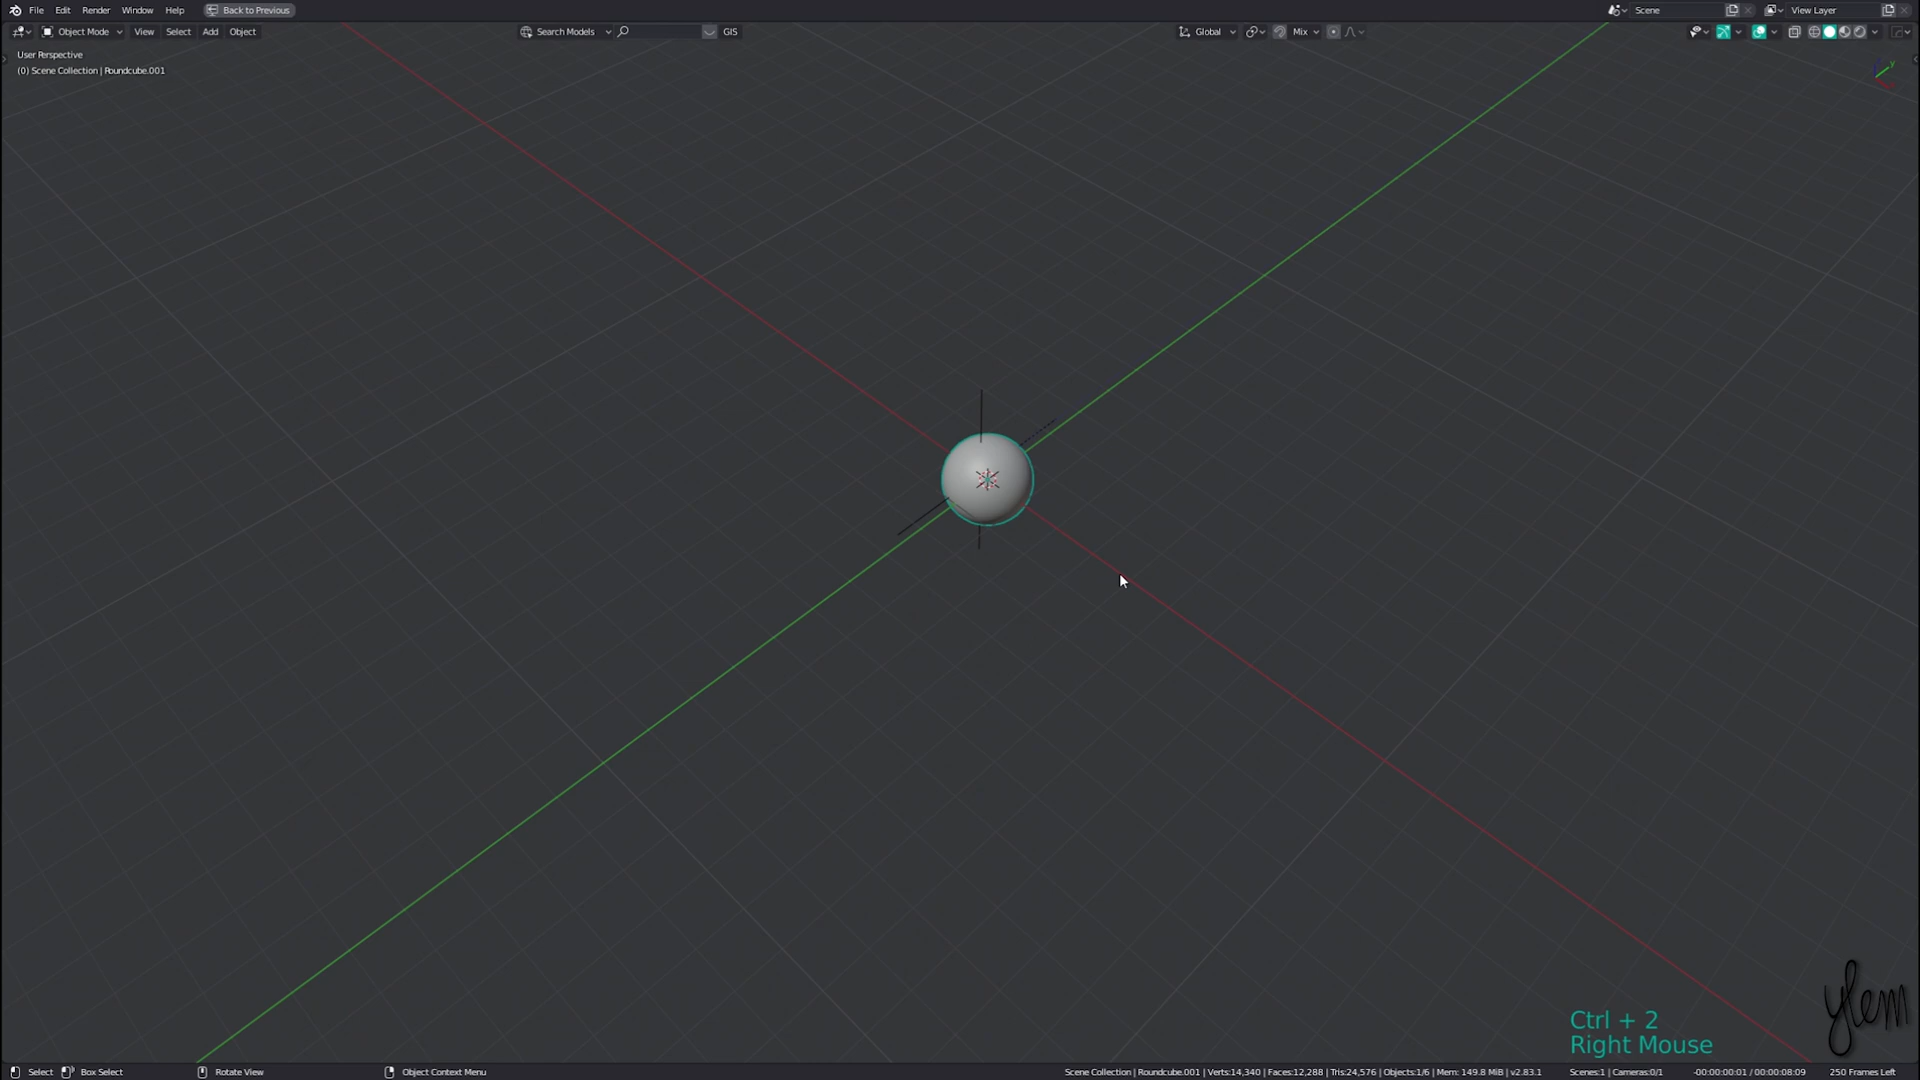 File Edit Render Window Help Back to Previous Scene View Layer
Object Mode View Select Add Object Search Models GIS Global Mix
User Perspective
(0) Scene Collection | Roundcube.001
Y
ylem
Ctrl + 2
Right Mouse
Select Box Select Rotate View Object Context Menu Scene Collection | Roundcube.001 | Verts:14,340 | Faces:12,288 | Tris:24,576 | Objects:1/6 | Mem: 149.8 MiB | v2.83.1 Scenes:1 | Cameras:0/1 -00:00:00:01 / 00:00:08:09 250 Frames Left